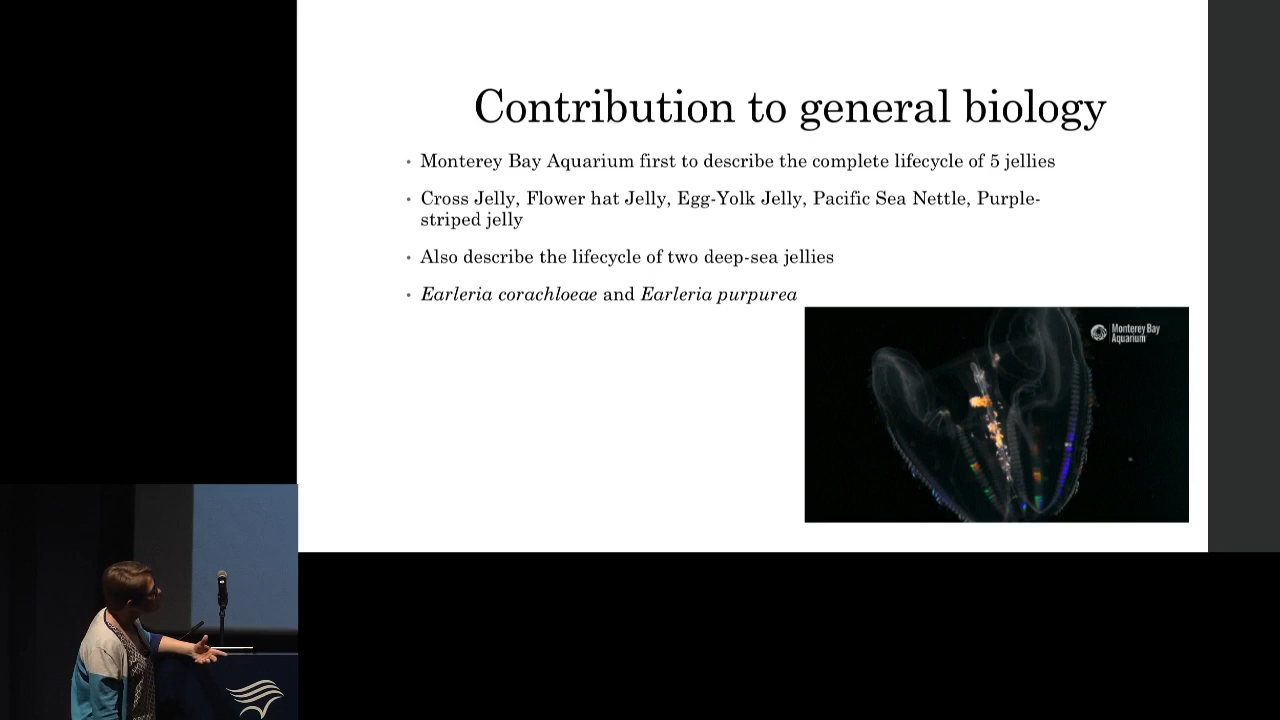 Contribution to general biology
• Monterey Bay Aquarium first to describe the complete lifecycle of 5 jellies
• Cross Jelly, Flower hat Jelly, Egg-Yolk Jelly, Pacific Sea Nettle, Purple-
striped jelly
• Also describe the lifecycle of two deep-sea jellies
• Earleria corachloeae and Earleria purpurea
Monterey Bay
Aquarium